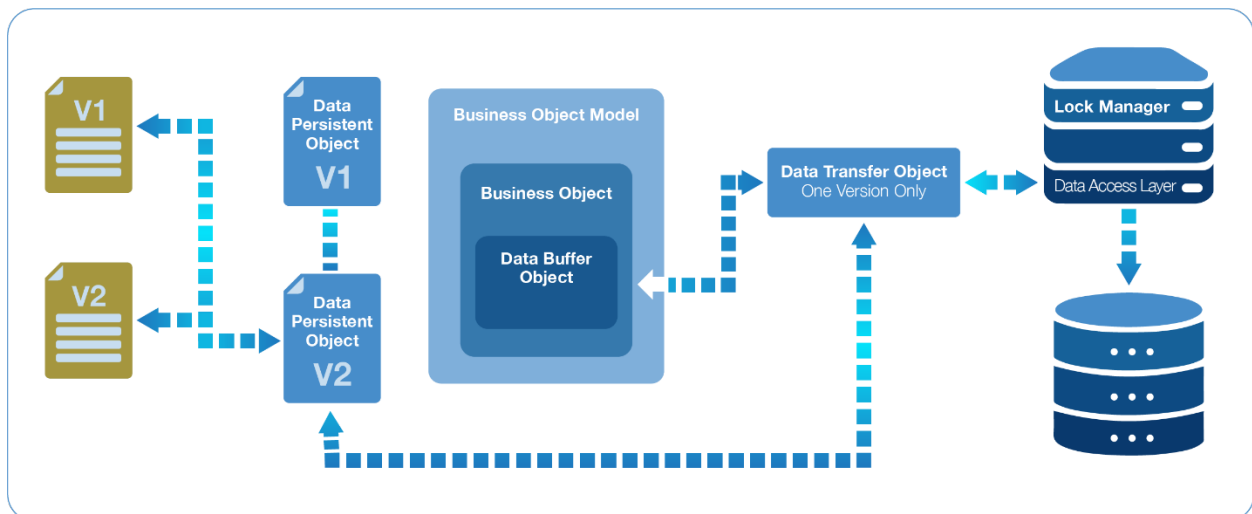 V1
V2
Data
Persistent
Object
V1
Data
Persistent
Object
V2
Business Object Model
Business Object
Data Buffer
Object
Data Transfer Object
One Version Only
Lock Manager
Data Access Layer